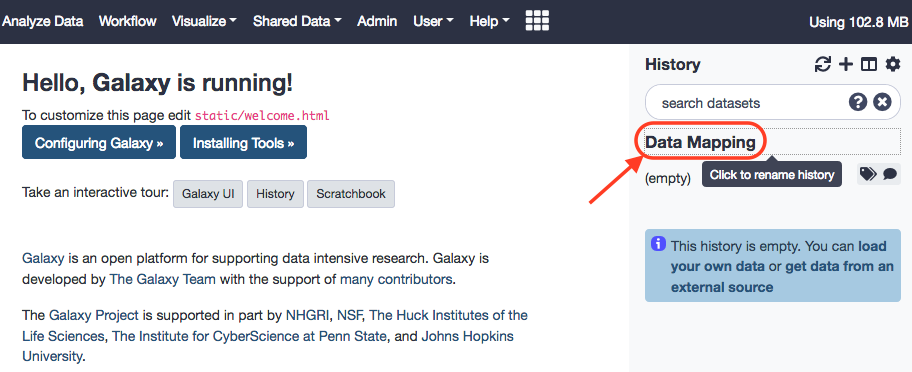 Analyze Data Workflow Visualize Shared Data Admin User Help Using 102.8 MB
Hello, Galaxy is running!
To customize this page edit static/welcome.html
Configuring Galaxy » Installing Tools »
Take an interactive tour: Galaxy UI History Scratchbook
Galaxy is an open platform for supporting data intensive research. Galaxy is
developed by The Galaxy Team with the support of many contributors.
The Galaxy Project is supported in part by NHGRI, NSF, The Huck Institutes of the
Life Sciences, The Institute for CyberScience at Penn State, and Johns Hopkins
University.
History
search datasets
Data Mapping
(empty) Click to rename history
This history is empty. You can load
your own data or get data from an
external source